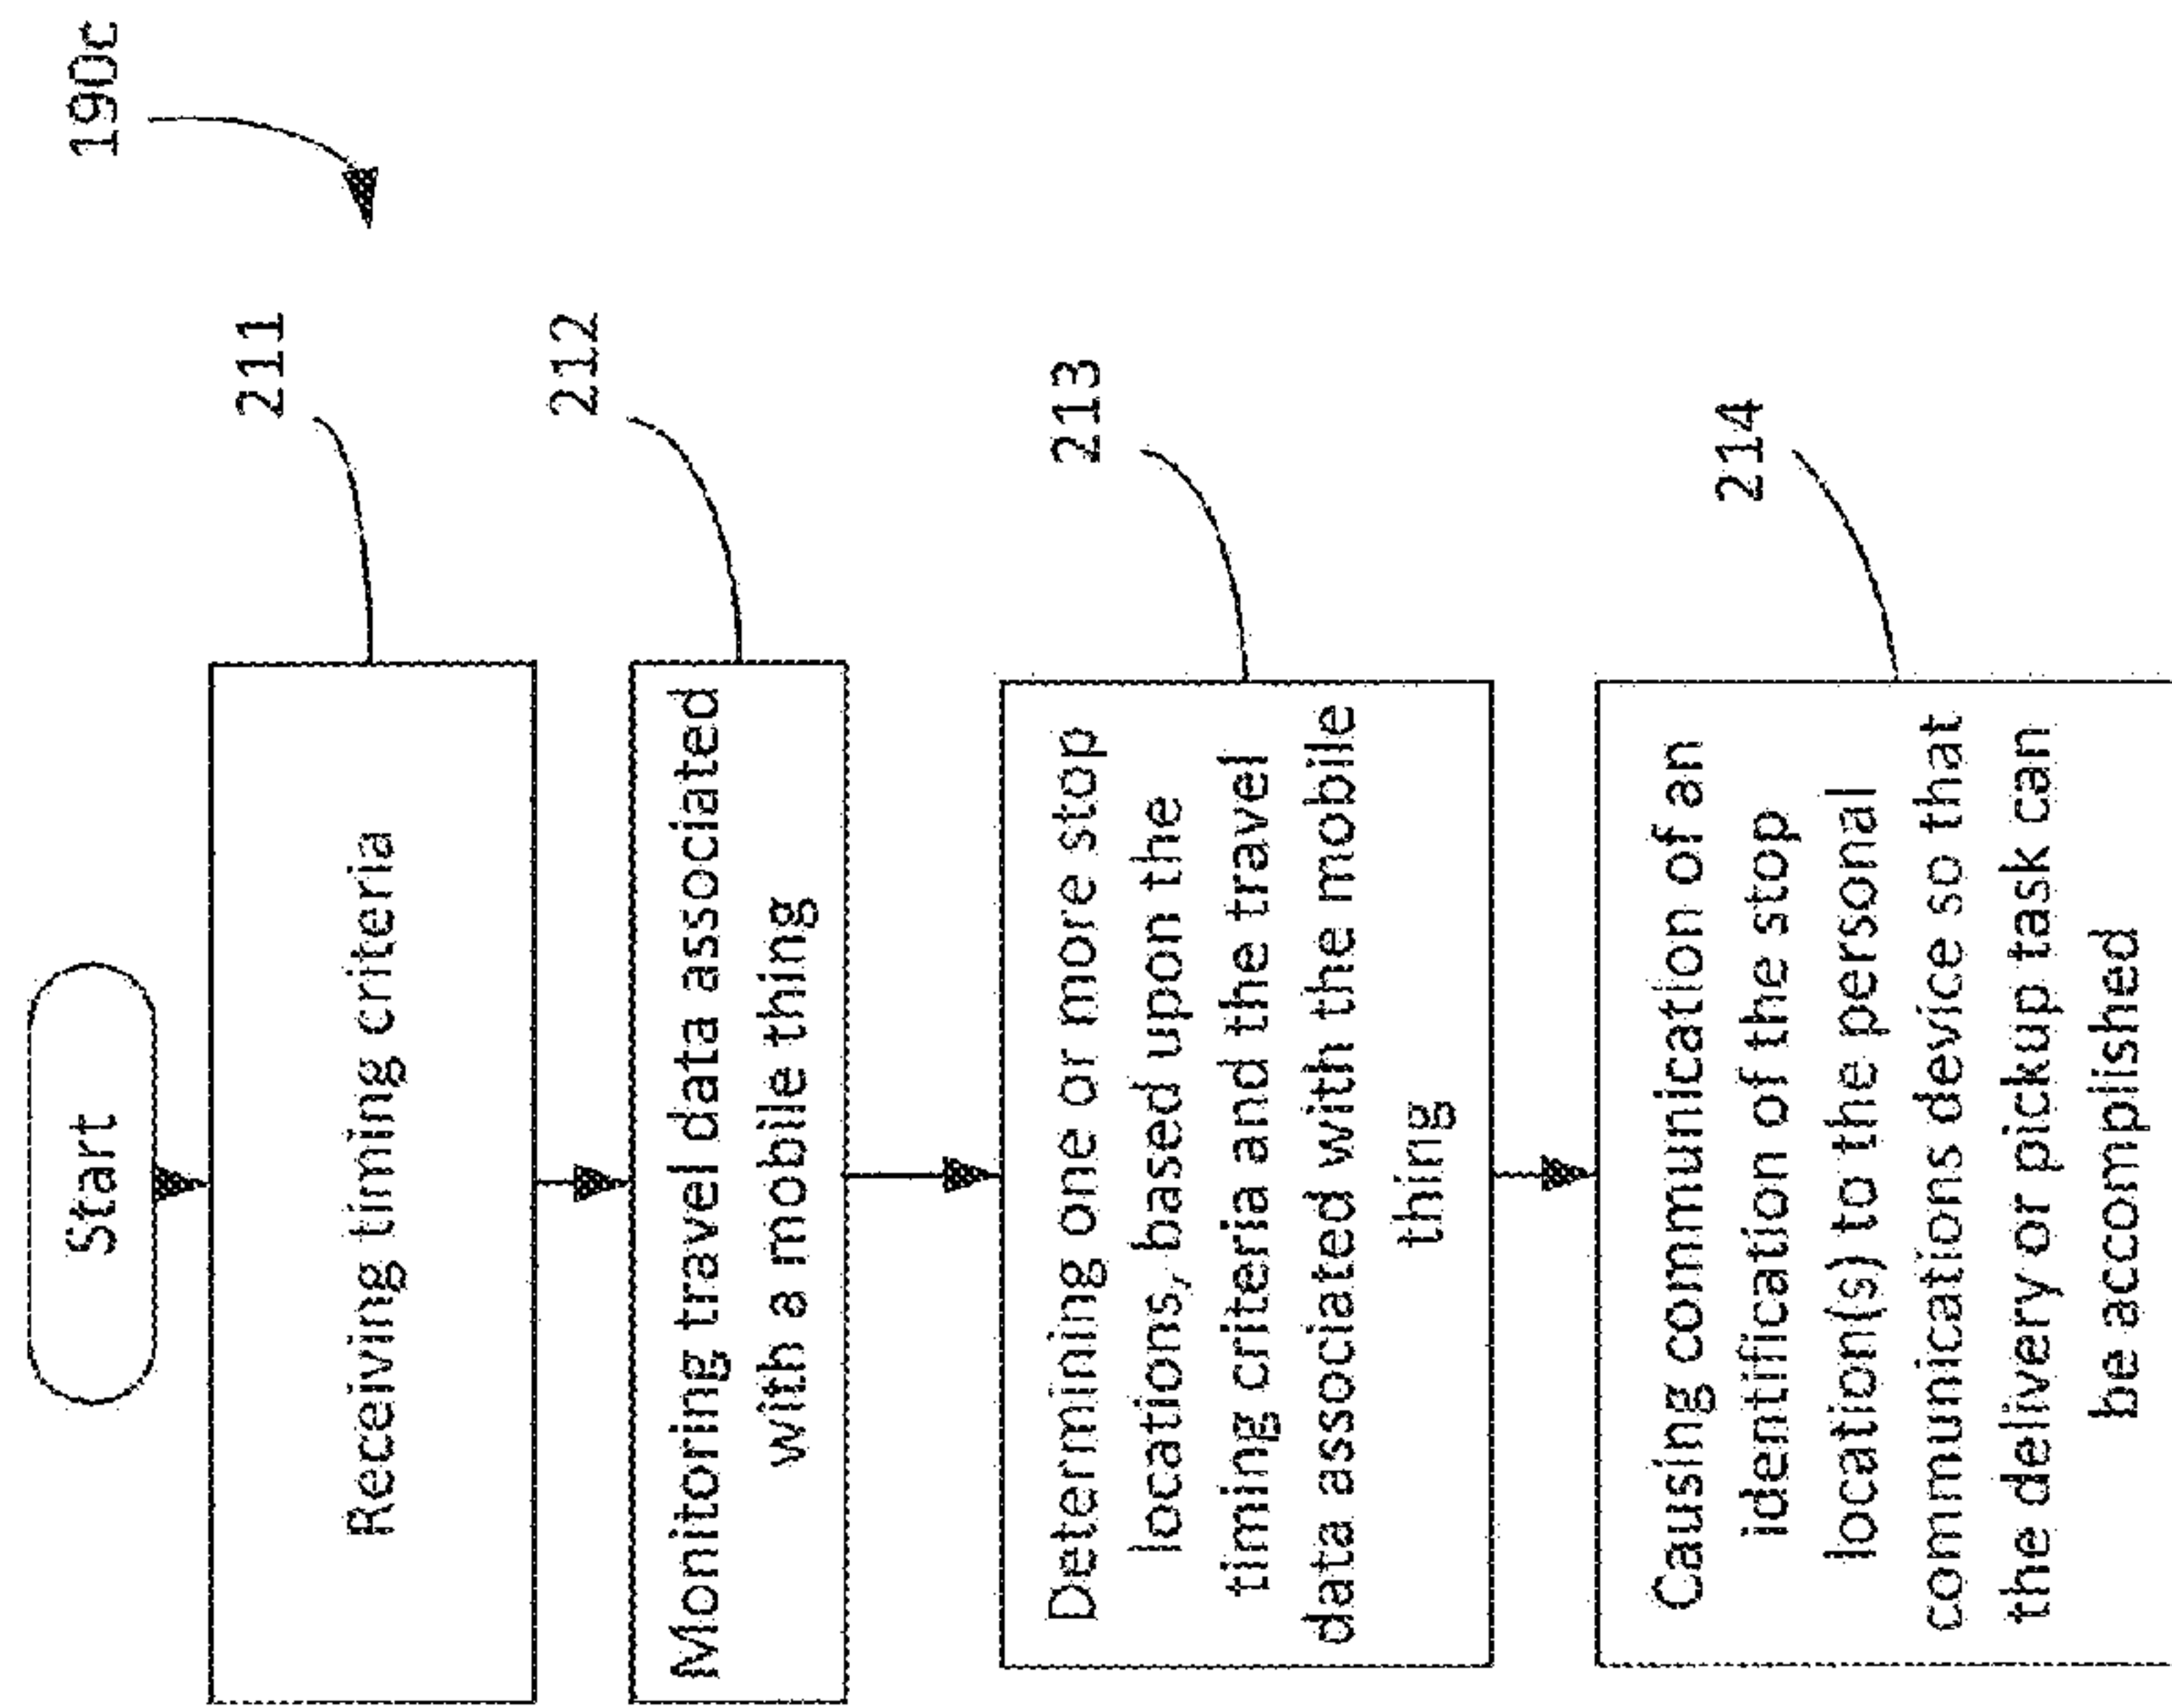 190c
Start
211
Receiving timing criteria
212
Monitoring travel data associated
with a mobile thing
213
Determining one or more stop
locations, based upon the
timing criteria and the travel
data associated with the mobile
thing
214
Causing communication of an
identification of the stop
location(s) to the personal
communications device so that
the delivery or pickup task can
be accomplished